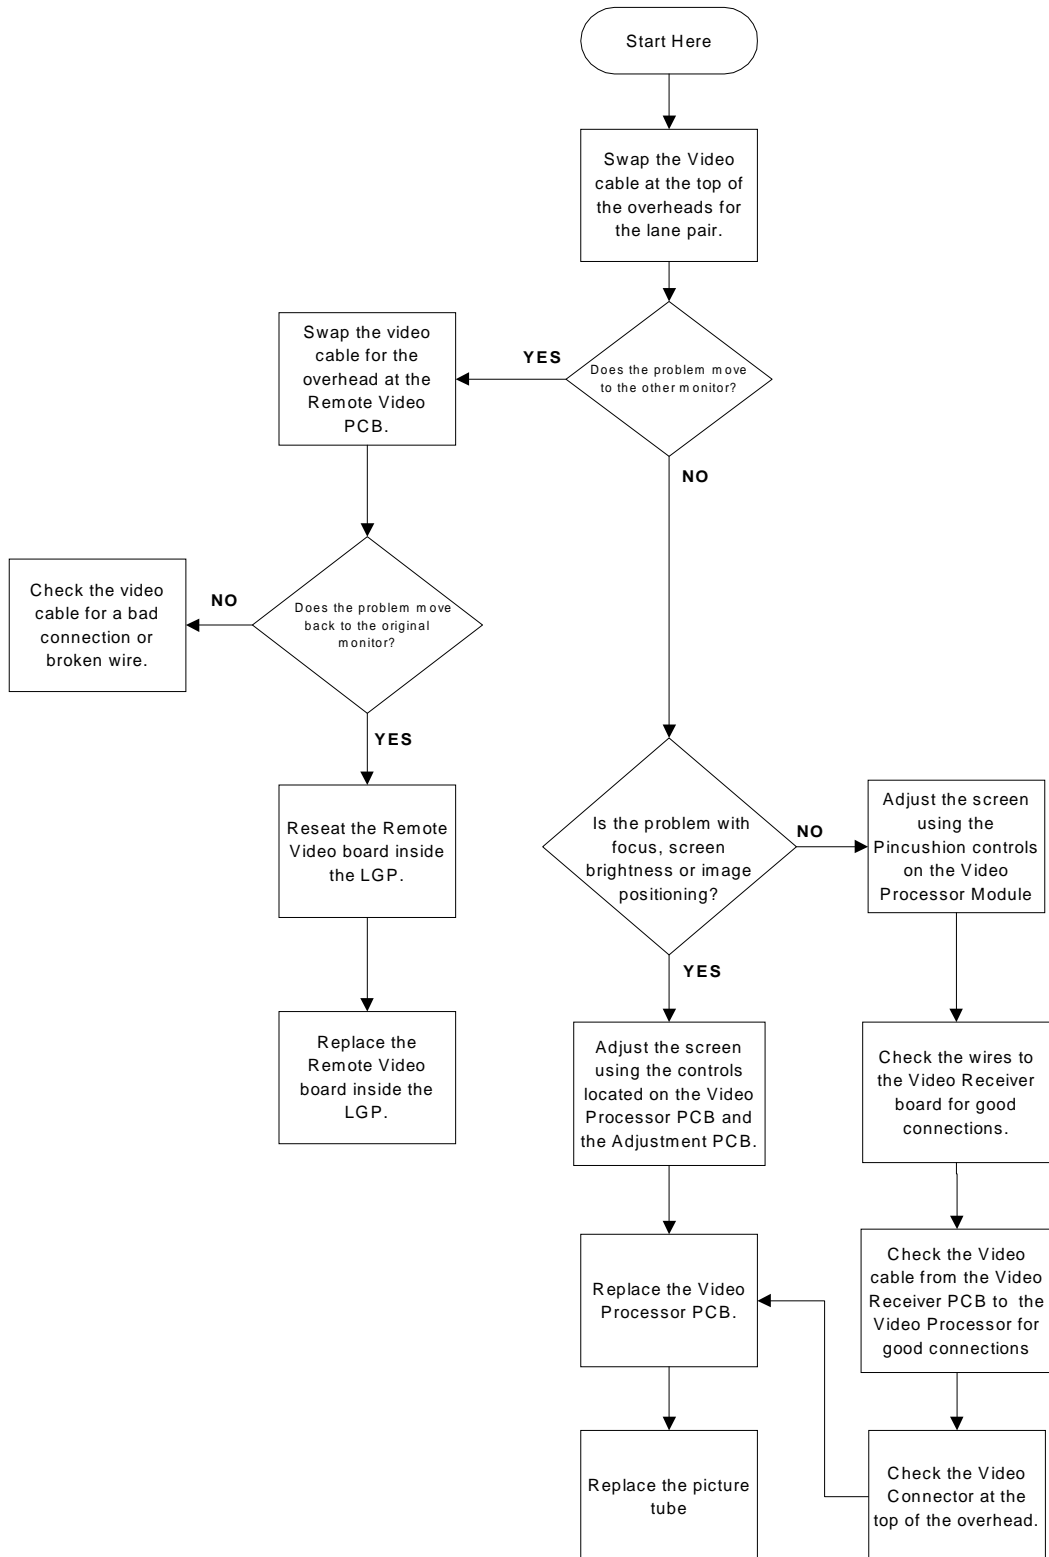 Start Here
Swap the Video
cable at the top of
the overheads for
the lane pair.
Does the problem move
to the other monitor?
YES
NO
Swap the video
cable for the
overhead at the
Remote Video
PCB.
Does the problem move
back to the original
monitor?
NO
YES
Check the video
cable for a bad
connection or
broken wire.
Reseat the Remote
Video board inside
the LGP.
Replace the
Remote Video
board inside the
LGP.
Is the problem with
focus, screen
brightness or image
positioning?
NO
YES
Adjust the screen
using the
Pincushion controls
on the Video
Processor Module
Adjust the screen
using the controls
located on the Video
Processor PCB and
the Adjustment PCB.
Check the wires to
the Video Receiver
board for good
connections.
Replace the Video
Processor PCB.
Check the Video
cable from the Video
Receiver PCB to the
Video Processor for
good connections
Replace the picture
tube
Check the Video
Connector at the
top of the overhead.